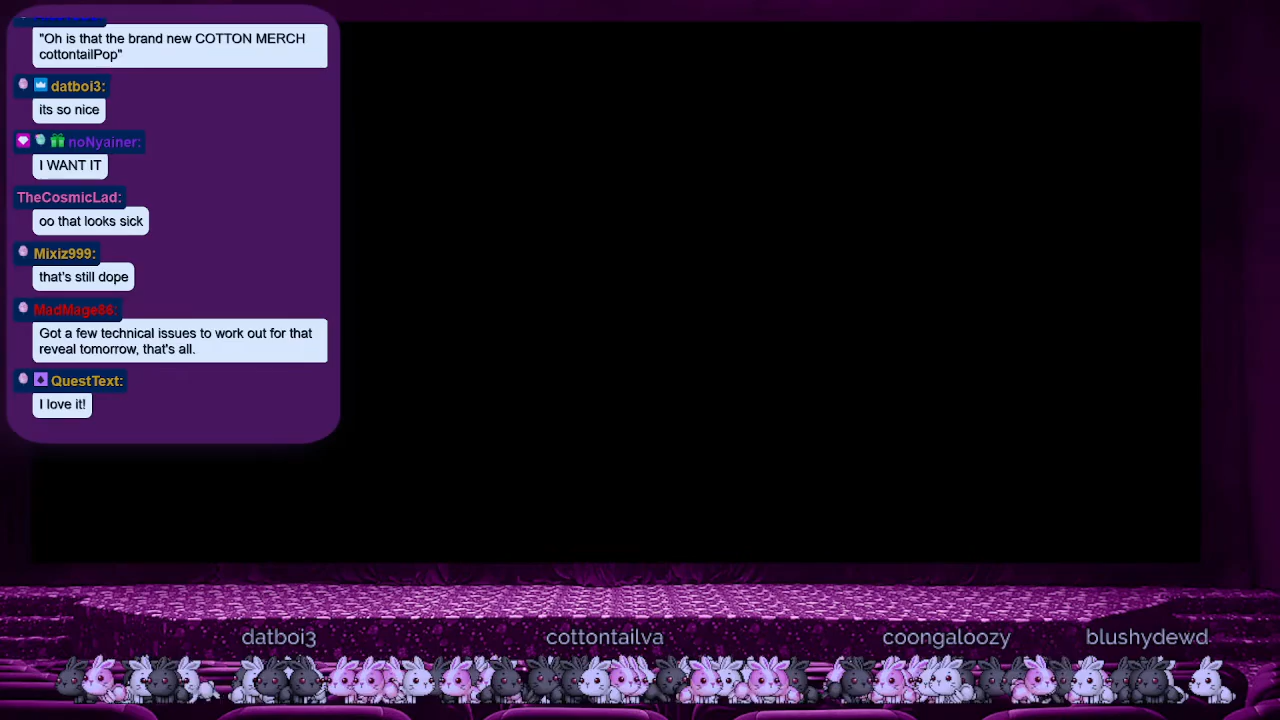 "Oh is that the brand new COTTON MERCH
cottontailPop"
datboi3:
its so nice
noNyainer:
I WANT IT
TheCosmicLad:
oo that looks sick
Mixiz999:
that's still dope
MadMage86:
Got a few technical issues to work out for that
reveal tomorrow, that's all.
QuestText:
I love it!
datboi3 cottontailva coongaloozy blushydewd